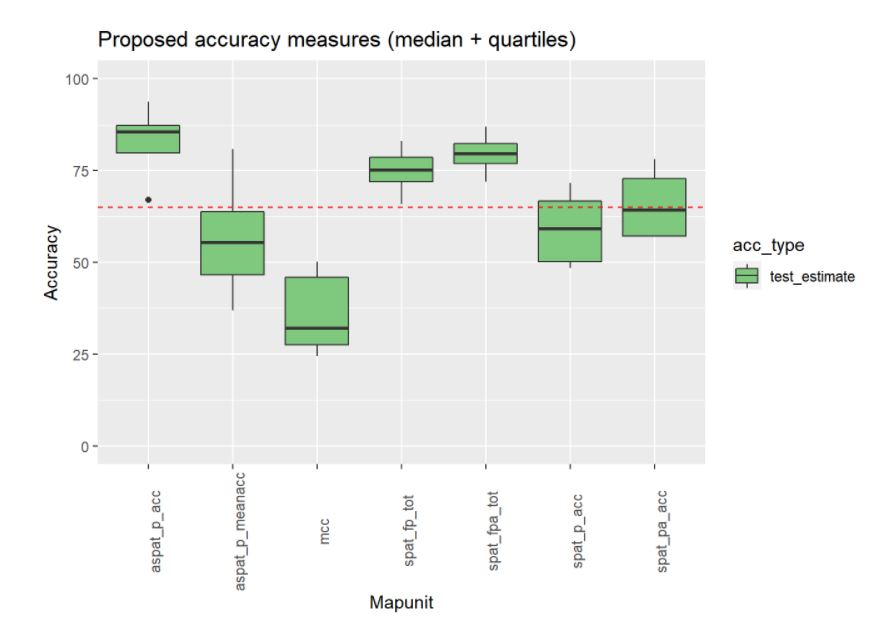 Proposed accuracy measures (median + quartiles)
100
75
50
25
0
Accuracy
aspat_p_acc
aspat_p_meanacc
mcc
spat_fp_tot
spat_fpa_tot
spat_p_acc
spat_pa_acc
Mapunit
acc_type
test_estimate